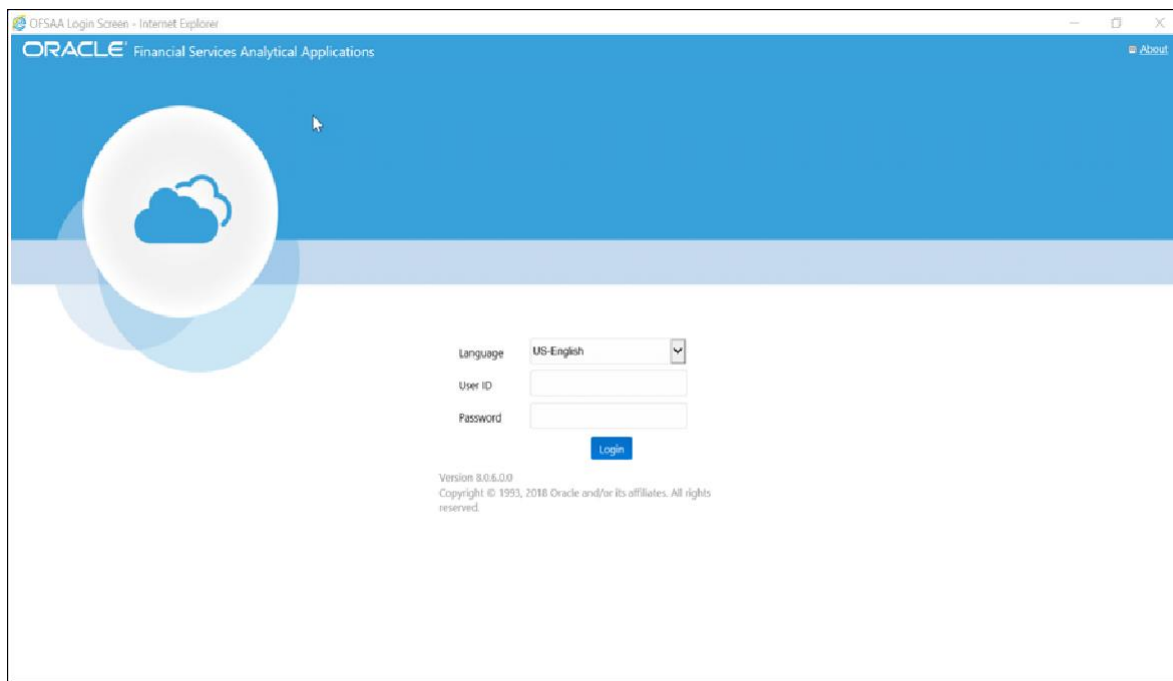 OFSAA Login Screen - Internet Explorer
ORACLE Financial Services Analytical Applications
About
Language US-English
User ID
Password
Login
Version 8.0.6.0.0
Copyright © 1993, 2018 Oracle and/or its affiliates. All rights
reserved.